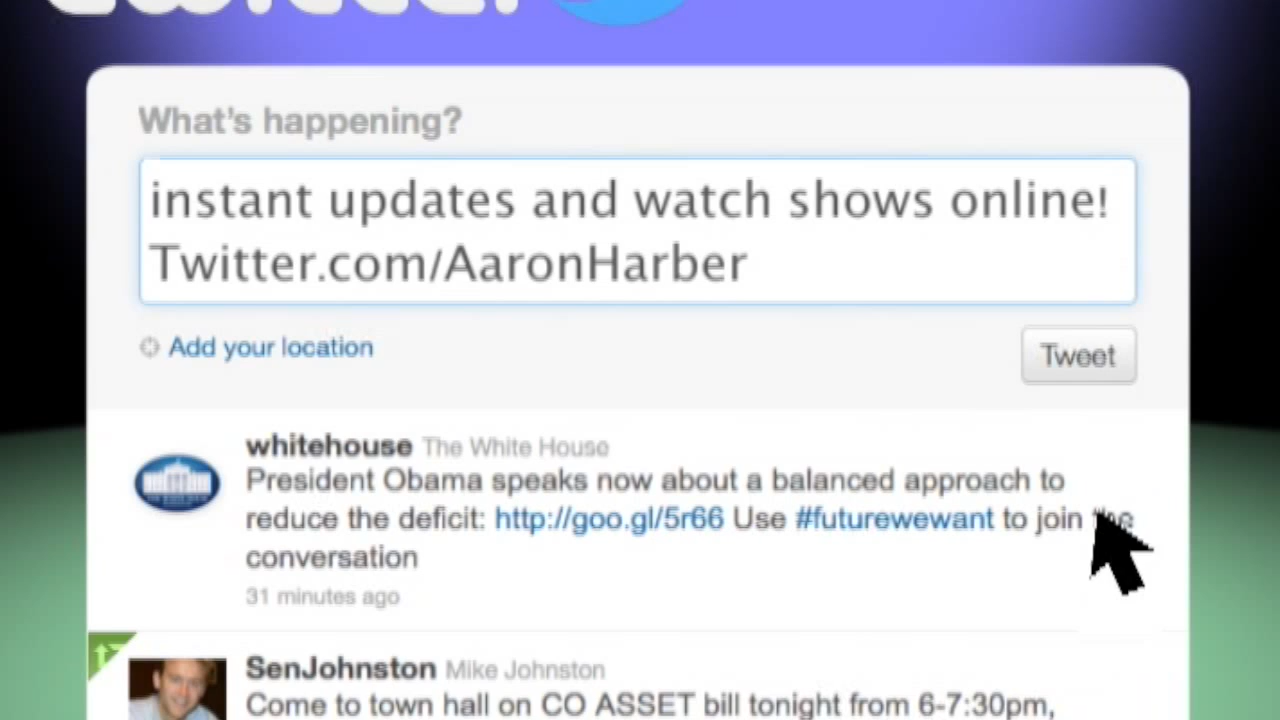 twitter
What's happening?
instant updates and watch shows online!
Twitter.com/AaronHarber
Add your location
Tweet
whitehouse The White House
President Obama speaks now about a balanced approach to
reduce the deficit: http://goo.gl/5r66 Use #futurewewant to join the
conversation
31 minutes ago
SenJohnston Mike Johnston
Come to town hall on CO ASSET bill tonight from 6-7:30pm,